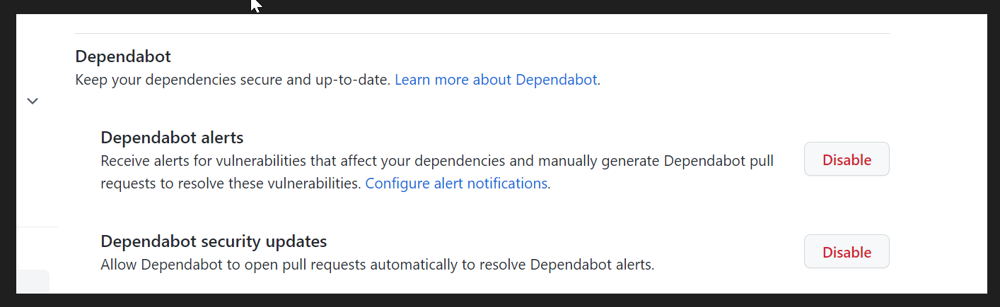 Dependabot
Keep your dependencies secure and up-to-date. Learn more about Dependabot.
Dependabot alerts
Receive alerts for vulnerabilities that affect your dependencies and manually generate Dependabot pull
requests to resolve these vulnerabilities. Configure alert notifications.
Disable
Dependabot security updates
Allow Dependabot to open pull requests automatically to resolve Dependabot alerts.
Disable